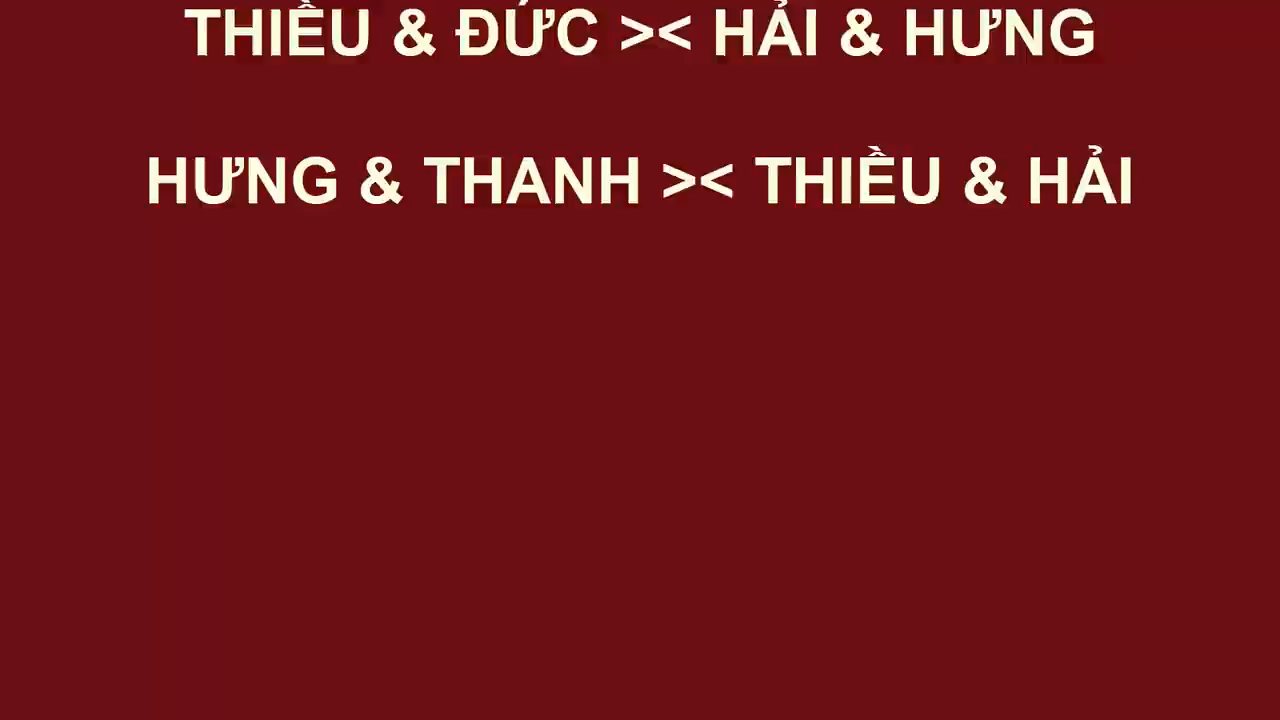 THIỀU & ĐỨC >< HẢI & HƯNG
HƯNG & THANH >< THIỀU & HẢI